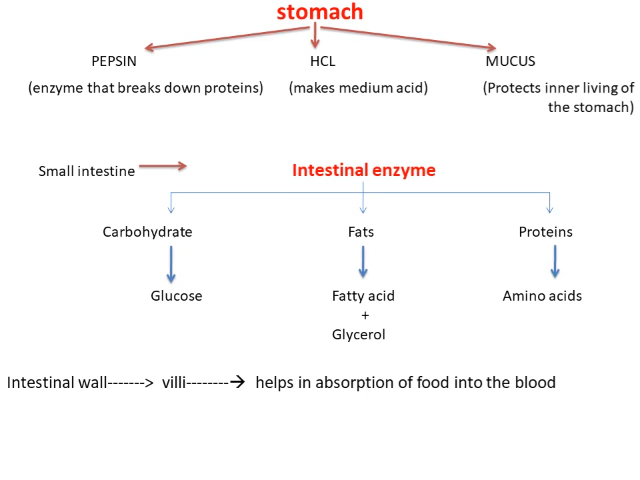 stomach
PEPSIN HCL MUCUS
(enzyme that breaks down proteins) (makes medium acid) (Protects inner living of
the stomach)
Small intestine Intestinal enzyme
Carbohydrate Fats Proteins
Glucose Fatty acid Amino acids
+
Glycerol
Intestinal wall-------> villi--------→ helps in absorption of food into the blood